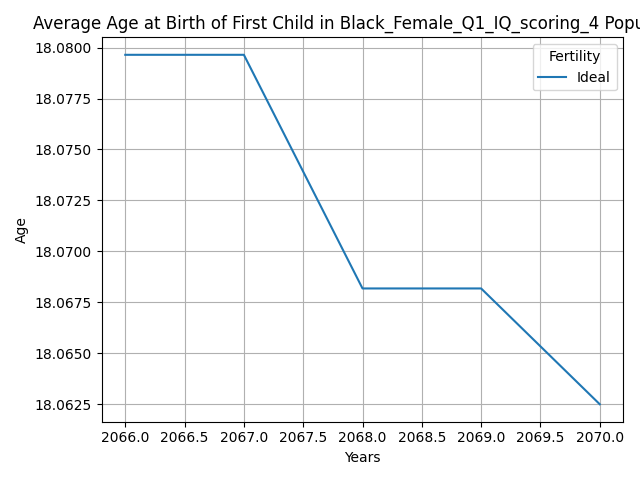 Average Age at Birth of First Child in Black_Female_Q1_IQ_scoring_4 Popu
Fertility
Ideal
18.0800
18.0775
18.0750
18.0725
18.0700
18.0675
18.0650
18.0625
Age
2066.0 2066.5 2067.0 2067.5 2068.0 2068.5 2069.0 2069.5 2070.0
Years